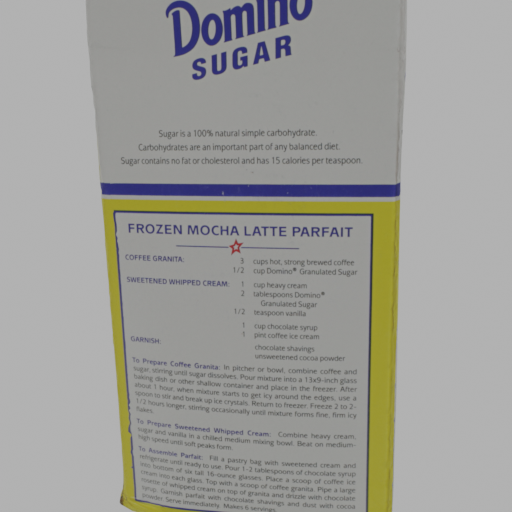 Domino
SUGAR
Sugar is a 100% natural simple carbohydrate.
Carbohydrates are an important part of any balanced diet.
Sugar contains no fat or cholesterol and has 15 calories per teaspoon.
FROZEN MOCHA LATTE PARFAIT
COFFEE GRANITA: 3 cups hot, strong brewed coffee
1/2 cup Domino® Granulated Sugar
SWEETENED WHIPPED CREAM: 1 cup heavy cream
2 tablespoons Domino®
Granulated Sugar
1/2 teaspoon vanilla
1 cup chocolate syrup
1 pint coffee ice cream
GARNISH: chocolate shavings
unsweetened cocoa powder
To Prepare Coffee Granita: In pitcher or bowl, combine coffee and
sugar, stirring until sugar dissolves. Pour mixture into a 13x9-inch glass
baking dish or other shallow container and place in the freezer. After
about 1 hour, when mixture starts to get icy around the edges, use a
spoon to stir and break up ice crystals. Return to freezer. Freeze 2 to 2-
1/2 hours longer, stirring occasionally until mixture forms fine, firm icy
flakes.
To Prepare Sweetened Whipped Cream: Combine heavy cream,
sugar and vanilla in a chilled medium mixing bowl. Beat on medium-
high speed until soft peaks form.
To Assemble Parfait: Fill a pastry bag with sweetened cream and
refrigerate until ready to use. Pour 1-2 tablespoons of chocolate syrup
into bottom of six tall 16-ounce glasses. Place a scoop of coffee ice
cream into each glass. Top with a scoop of coffee granita. Pipe a large
rosette of whipped cream on top of granita and drizzle with chocolate
syrup. Garnish parfait with chocolate shavings and dust with cocoa
powder. Serve immediately. Makes 6 servings.